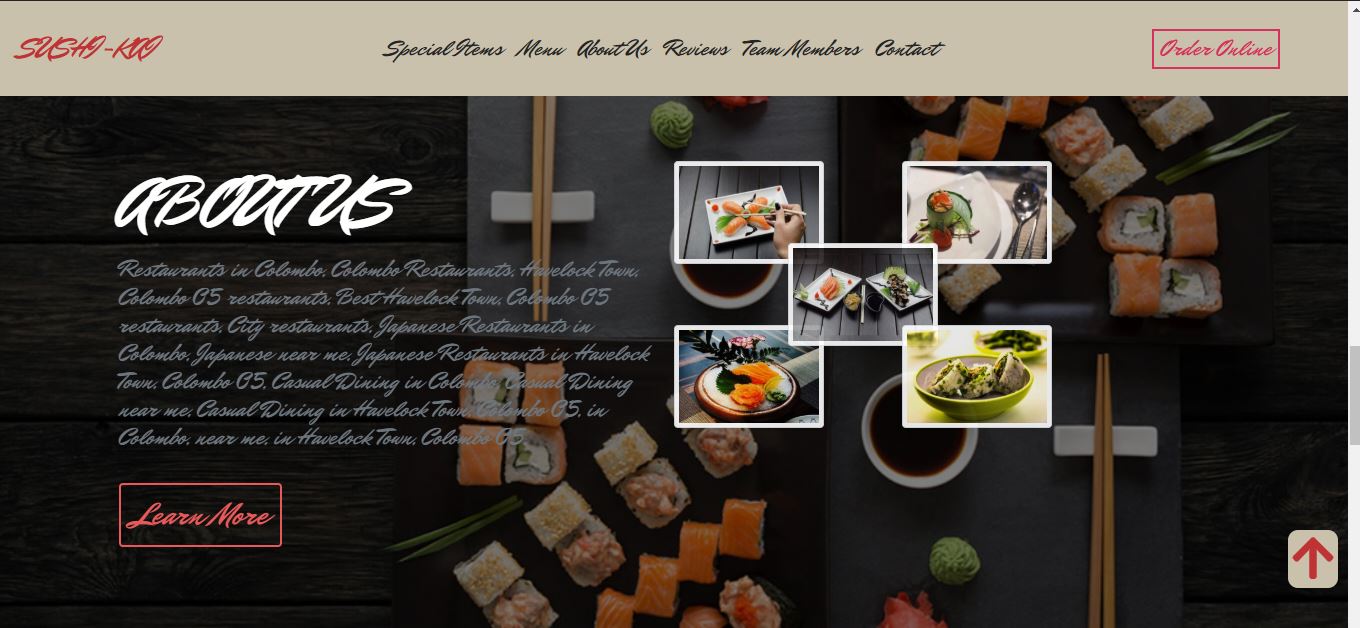 SUSHI-KOO
Special Items Menu About Us Reviews Team Members Contact
Order Online
ABOUT US
Restaurants in Colombo, Colombo Restaurants, Havelock Town,
Colombo 05 restaurants, Best Havelock Town, Colombo 05
restaurants, City restaurants, Japanese Restaurants in
Colombo, Japanese near me, Japanese Restaurants in Havelock
Town, Colombo 05, Casual Dining in Colombo, Casual Dining
near me, Casual Dining in Havelock Town, Colombo 05, in
Colombo, near me, in Havelock Town, Colombo 05
Learn More